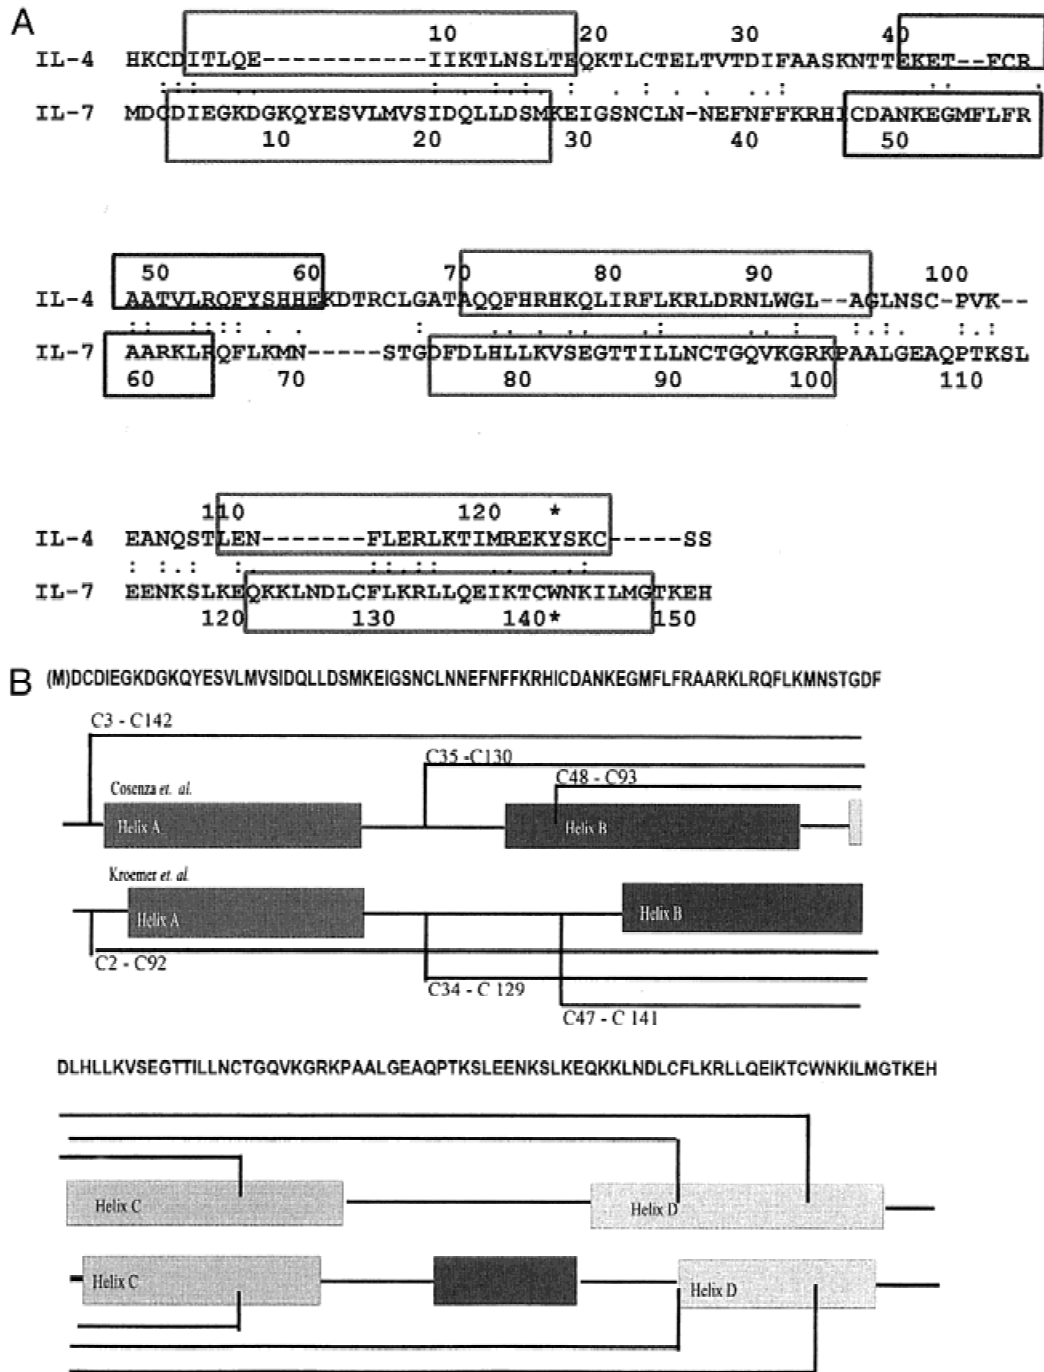 A
10 20 30 40
IL-4 HKCDITLQE-----------IIKTLNSLTEQKTLCTELTVTDIFAASKNTTEKET--FCR
IL-7 MDCDIEGKDGKQYESVLMVSIDQLLDSMKEIGSNCLN-NEFNFFKRHICDANKEGMFLFR
10 20 30 40 50
50 60 70 80 90 100
IL-4 AATVLRQFYSHHEKDTRCLGATAQQFHRHKQLIRFLKRLDRNLWGL--AGLNSC-PVK--
IL-7 AARKLRQFLKMN-----STGDFDLHLLKVSEGTTILLNCTGQVKGRKPAALGEAQPTKSL
60 70 80 90 100 110
110 120 *
IL-4 EANQSTLEN-------FLERLKTIMREKYSKC-----SS
IL-7 EENKSLKEQKKLNDLCFLKRLLQEIKTCWNKILMGTKEH
120 130 140 * 150
B (M)DCDIEGKDGKQYESVLMVSIDQLLDSMKEIGSNCLNNEFNFFKRHICDANKEGMFLFRAARKLRQFLKMNSTGDF
C3 - C142
C35 -C130
C48 - C93
Cosenza et. al.
Helix A Helix B
Kroemer et. al.
Helix A Helix B
C2 - C92
C34 - C 129
C47 - C 141
DLHLLKVSEGTTILLNCTGQVKGRKPAALGEAQPTKSLEENKSLKEQKKLNDLCFLKRLLQEIKTCWNKILMGTKEH
Helix C Helix D
Helix C Helix D